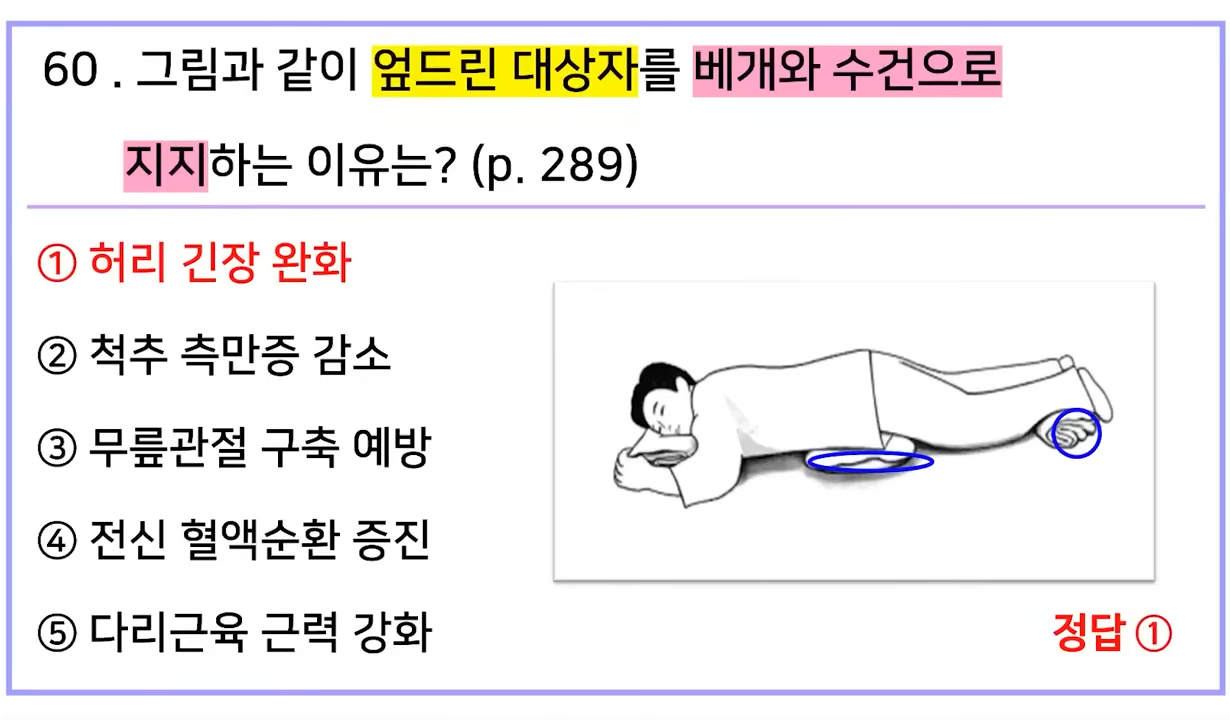 60 . 그림과 같이 엎드린 대상자를 베개와 수건으로
지지하는 이유는? (p. 289)
① 허리 긴장 완화
② 척추 측만증 감소
③ 무릎관절 구축 예방
④ 전신 혈액순환 증진
⑤ 다리근육 근력 강화
정답 ①